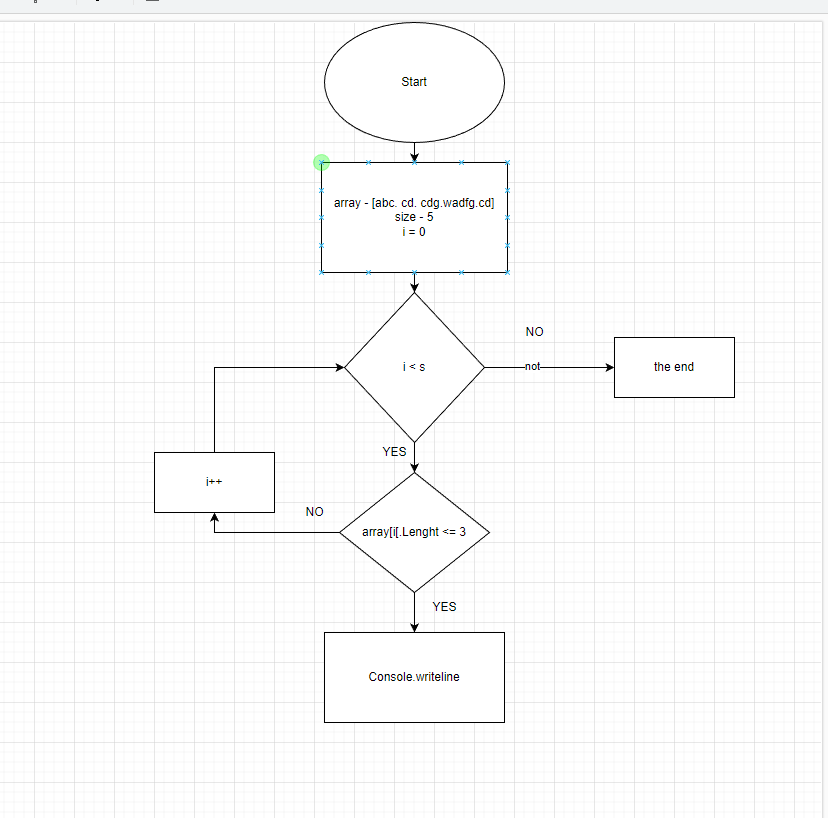 Start
array - [abc. cd. cdg.wadfg.cd]
size - 5
i = 0
NO
i < s
not
the end
YES
i++
NO
array[i[.Lenght <= 3
YES
Console.writeline